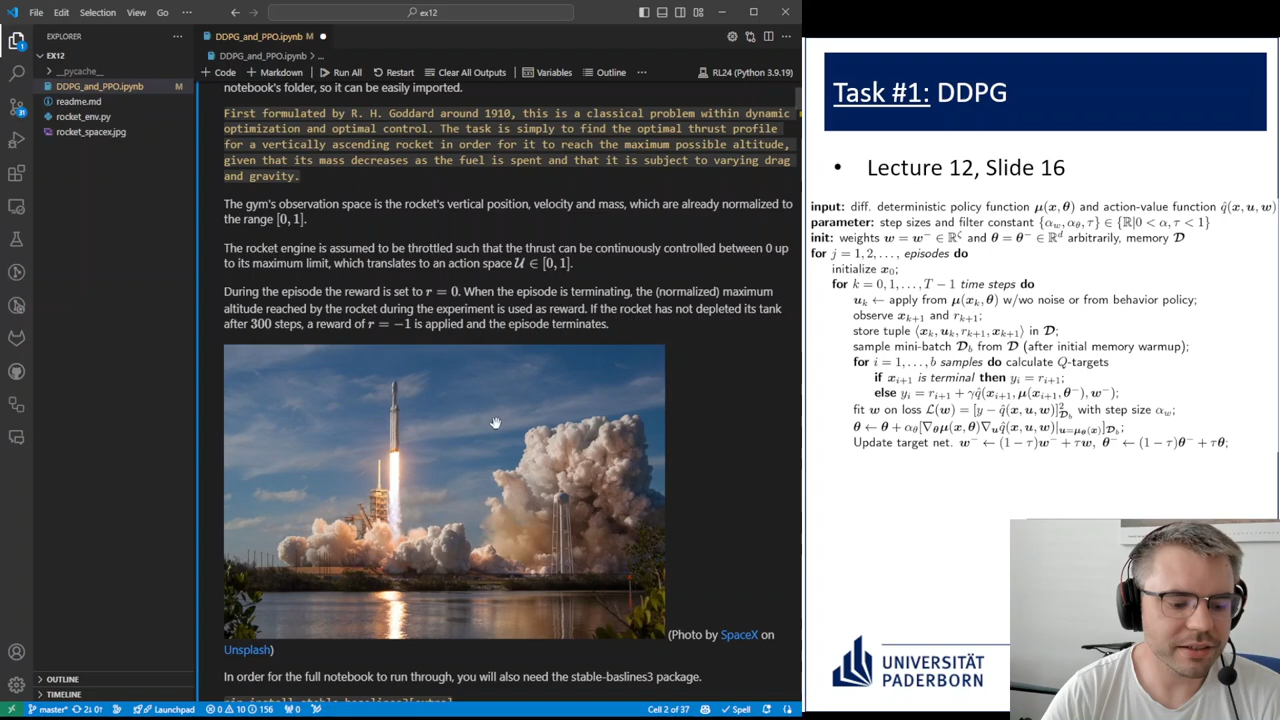 File Edit Selection View Go ... ex12
EXPLORER ...
EX12
__pycache__
DDPG_and_PPO.ipynb M
readme.md
rocket_env.py
rocket_spacex.jpg
OUTLINE
TIMELINE
DDPG_and_PPO.ipynb M
DDPG_and_PPO.ipynb > ...
+ Code + Markdown Run All Restart Clear All Outputs Variables Outline ... RL24 (Python 3.9.19)
notebook's folder, so it can be easily imported.
First formulated by R. H. Goddard around 1910, this is a classical problem within dynamic
optimization and optimal control. The task is simply to find the optimal thrust profile
for a vertically ascending rocket in order for it to reach the maximum possible altitude,
given that its mass decreases as the fuel is spent and that it is subject to varying drag
and gravity.
The gym's observation space is the rocket's vertical position, velocity and mass, which are already normalized to
the range [0, 1].
The rocket engine is assumed to be throttled such that the thrust can be continuously controlled between 0 up
to its maximum limit, which translates to an action space 𝒰 ∈ [0, 1].
During the episode the reward is set to r = 0. When the episode is terminating, the (normalized) maximum
altitude reached by the rocket during the experiment is used as reward. If the rocket has not depleted its tank
after 300 steps, a reward of r = −1 is applied and the episode terminates.
(Photo by SpaceX on
Unsplash)
In order for the full notebook to run through, you will also need the stable-baslines3 package.
master* 2↓ 0↑ Launchpad 0 10 156 0 Cell 2 of 37 Spell
Task #1: DDPG
• Lecture 12, Slide 16
input: diff. deterministic policy function μ(x, θ) and action-value function q̂(x, u, w)
parameter: step sizes and filter constant {α_w, α_θ, τ} ∈ {ℝ|0 < α, τ < 1}
init: weights w = w⁻ ∈ ℝ^ζ and θ = θ⁻ ∈ ℝ^d arbitrarily, memory 𝒟
for j = 1, 2, . . . , episodes do
initialize x₀;
for k = 0, 1, . . . , T − 1 time steps do
u_k ← apply from μ(x_k, θ) w/wo noise or from behavior policy;
observe x_{k+1} and r_{k+1};
store tuple ⟨x_k, u_k, r_{k+1}, x_{k+1}⟩ in 𝒟;
sample mini-batch 𝒟_b from 𝒟 (after initial memory warmup);
for i = 1, . . . , b samples do calculate Q-targets
if x_{i+1} is terminal then y_i = r_{i+1};
else y_i = r_{i+1} + γq̂(x_{i+1}, μ(x_{i+1}, θ⁻), w⁻);
fit w on loss ℒ(w) = [y − q̂(x, u, w)]²_{𝒟_b} with step size α_w;
θ ← θ + α_θ[∇_θμ(x, θ)∇_u q̂(x, u, w)|_{u=μ_θ(x)}]_{𝒟_b};
Update target net. w⁻ ← (1 − τ)w⁻ + τw, θ⁻ ← (1 − τ)θ⁻ + τθ;
UNIVERSITÄT
PADERBORN